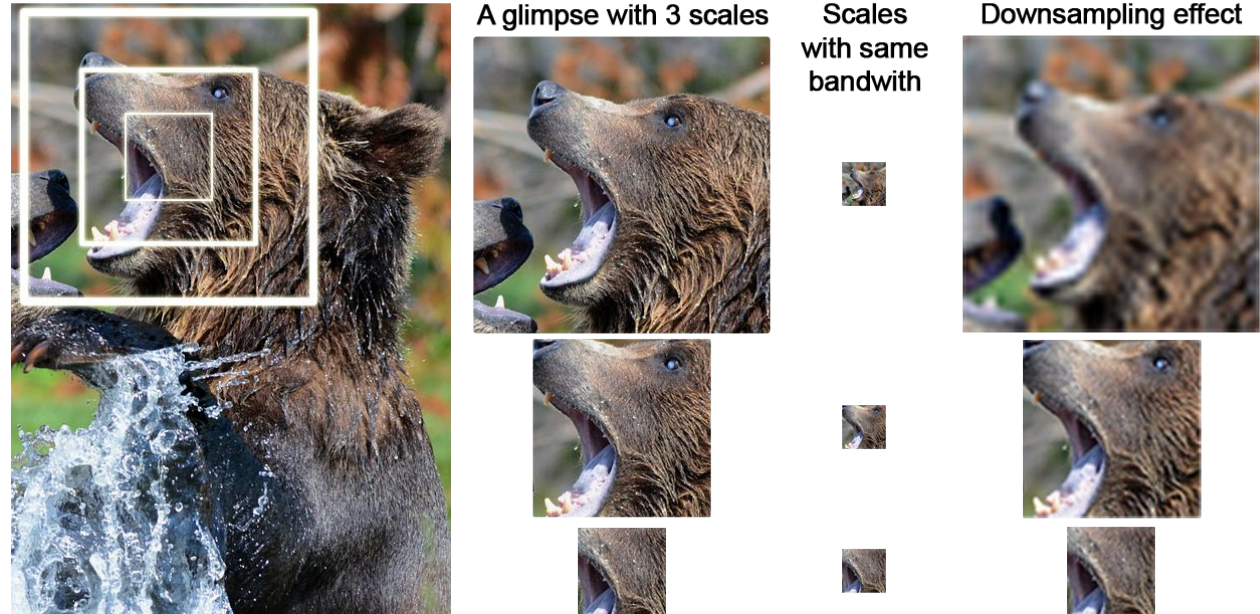 A glimpse with 3 scales
Scales
with same
bandwith
Downsampling effect